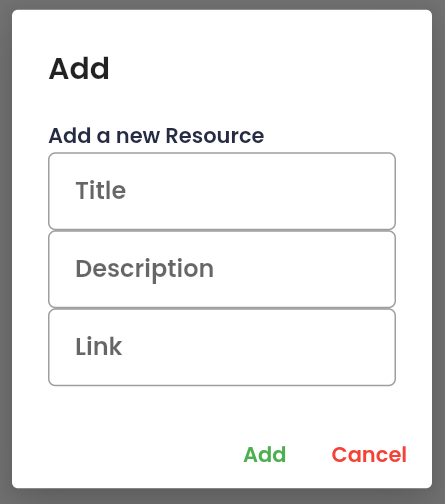 Add
Add a new Resource
Title
Description
Link
Add Cancel